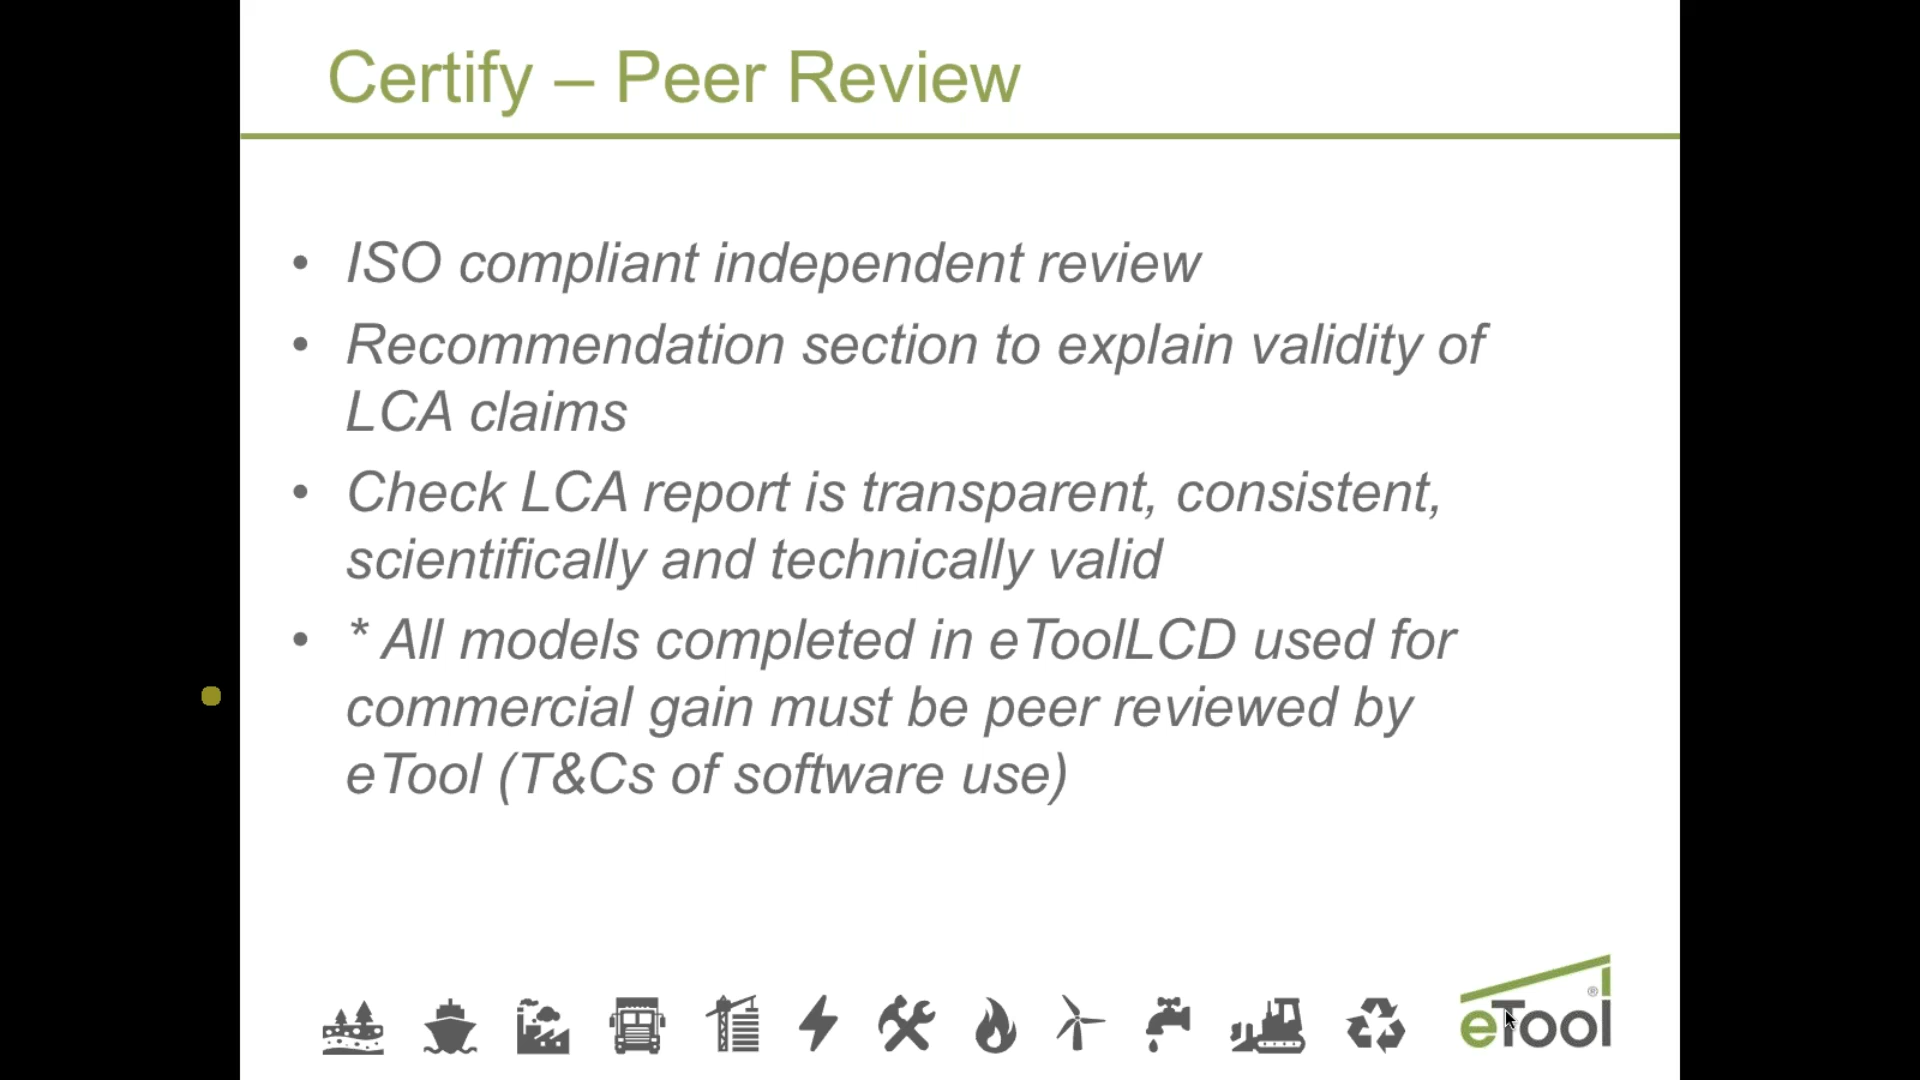 Certify – Peer Review
• ISO compliant independent review
• Recommendation section to explain validity of
LCA claims
• Check LCA report is transparent, consistent,
scientifically and technically valid
• * All models completed in eToolLCD used for
commercial gain must be peer reviewed by
eTool (T&Cs of software use)
eTool®